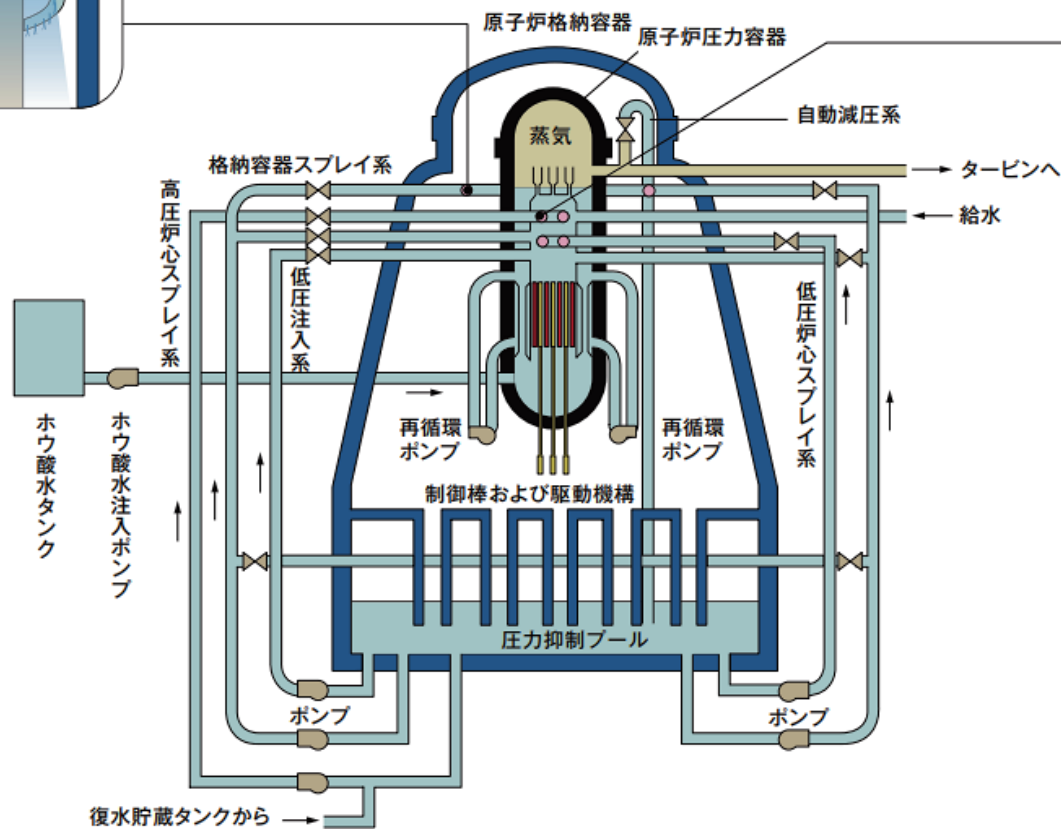 原子炉格納容器
原子炉圧力容器
自動減圧系
蒸気
格納容器スプレイ系
タービンへ
高圧炉心スプレイ系
給水
低圧注入系
低圧炉心スプレイ系
ホウ酸水タンク
ホウ酸水注入ポンプ
再循環
ポンプ
再循環
ポンプ
制御棒および駆動機構
圧力抑制プール
ポンプ
ポンプ
復水貯蔵タンクから